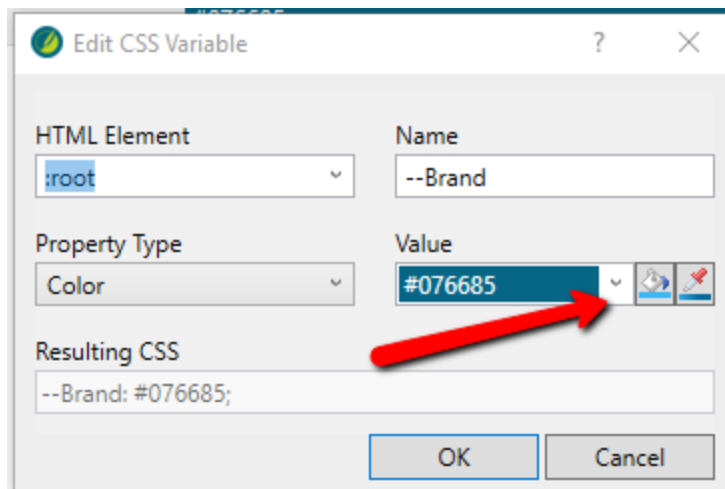 #076685
Edit CSS Variable
HTML Element
Name
:root
--Brand
Property Type
Value
Color
#076685
Resulting CSS
--Brand: #076685;
OK
Cancel